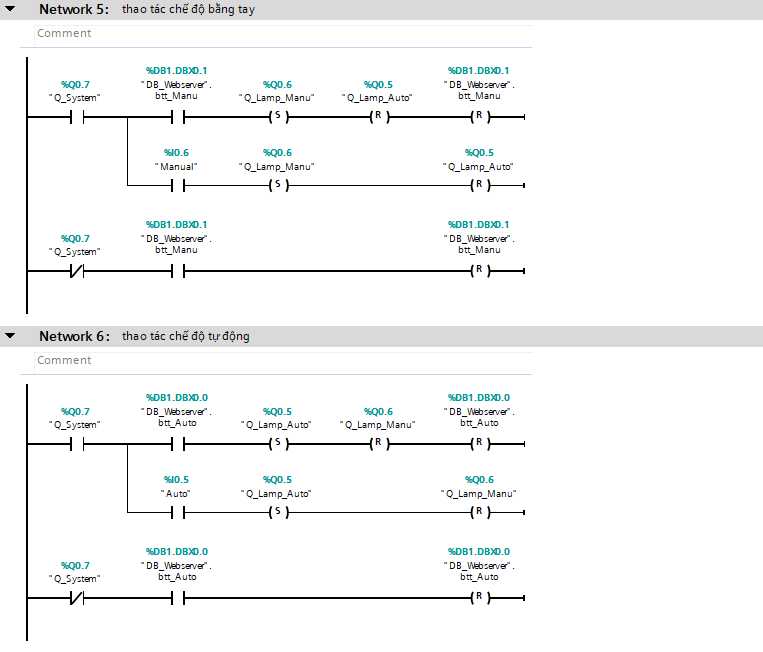 Network 5: thao tác chế độ bằng tay
Comment
%DB1.DBX0.1 %DB1.DBX0.1
%Q0.7 "DB_Webserver". %Q0.6 %Q0.5 "DB_Webserver".
"Q_System" btt_Manu "Q_Lamp_Manu" "Q_Lamp_Auto" btt_Manu
S R R
%I0.6 %Q0.6 %Q0.5
"Manual" "Q_Lamp_Manu" "Q_Lamp_Auto"
S R
%DB1.DBX0.1 %DB1.DBX0.1
%Q0.7 "DB_Webserver". "DB_Webserver".
"Q_System" btt_Manu btt_Manu
R
Network 6: thao tác chế độ tự động
Comment
%DB1.DBX0.0 %DB1.DBX0.0
%Q0.7 "DB_Webserver". %Q0.5 %Q0.6 "DB_Webserver".
"Q_System" btt_Auto "Q_Lamp_Auto" "Q_Lamp_Manu" btt_Auto
S R R
%I0.5 %Q0.5 %Q0.6
"Auto" "Q_Lamp_Auto" "Q_Lamp_Manu"
S R
%DB1.DBX0.0 %DB1.DBX0.0
%Q0.7 "DB_Webserver". "DB_Webserver".
"Q_System" btt_Auto btt_Auto
R